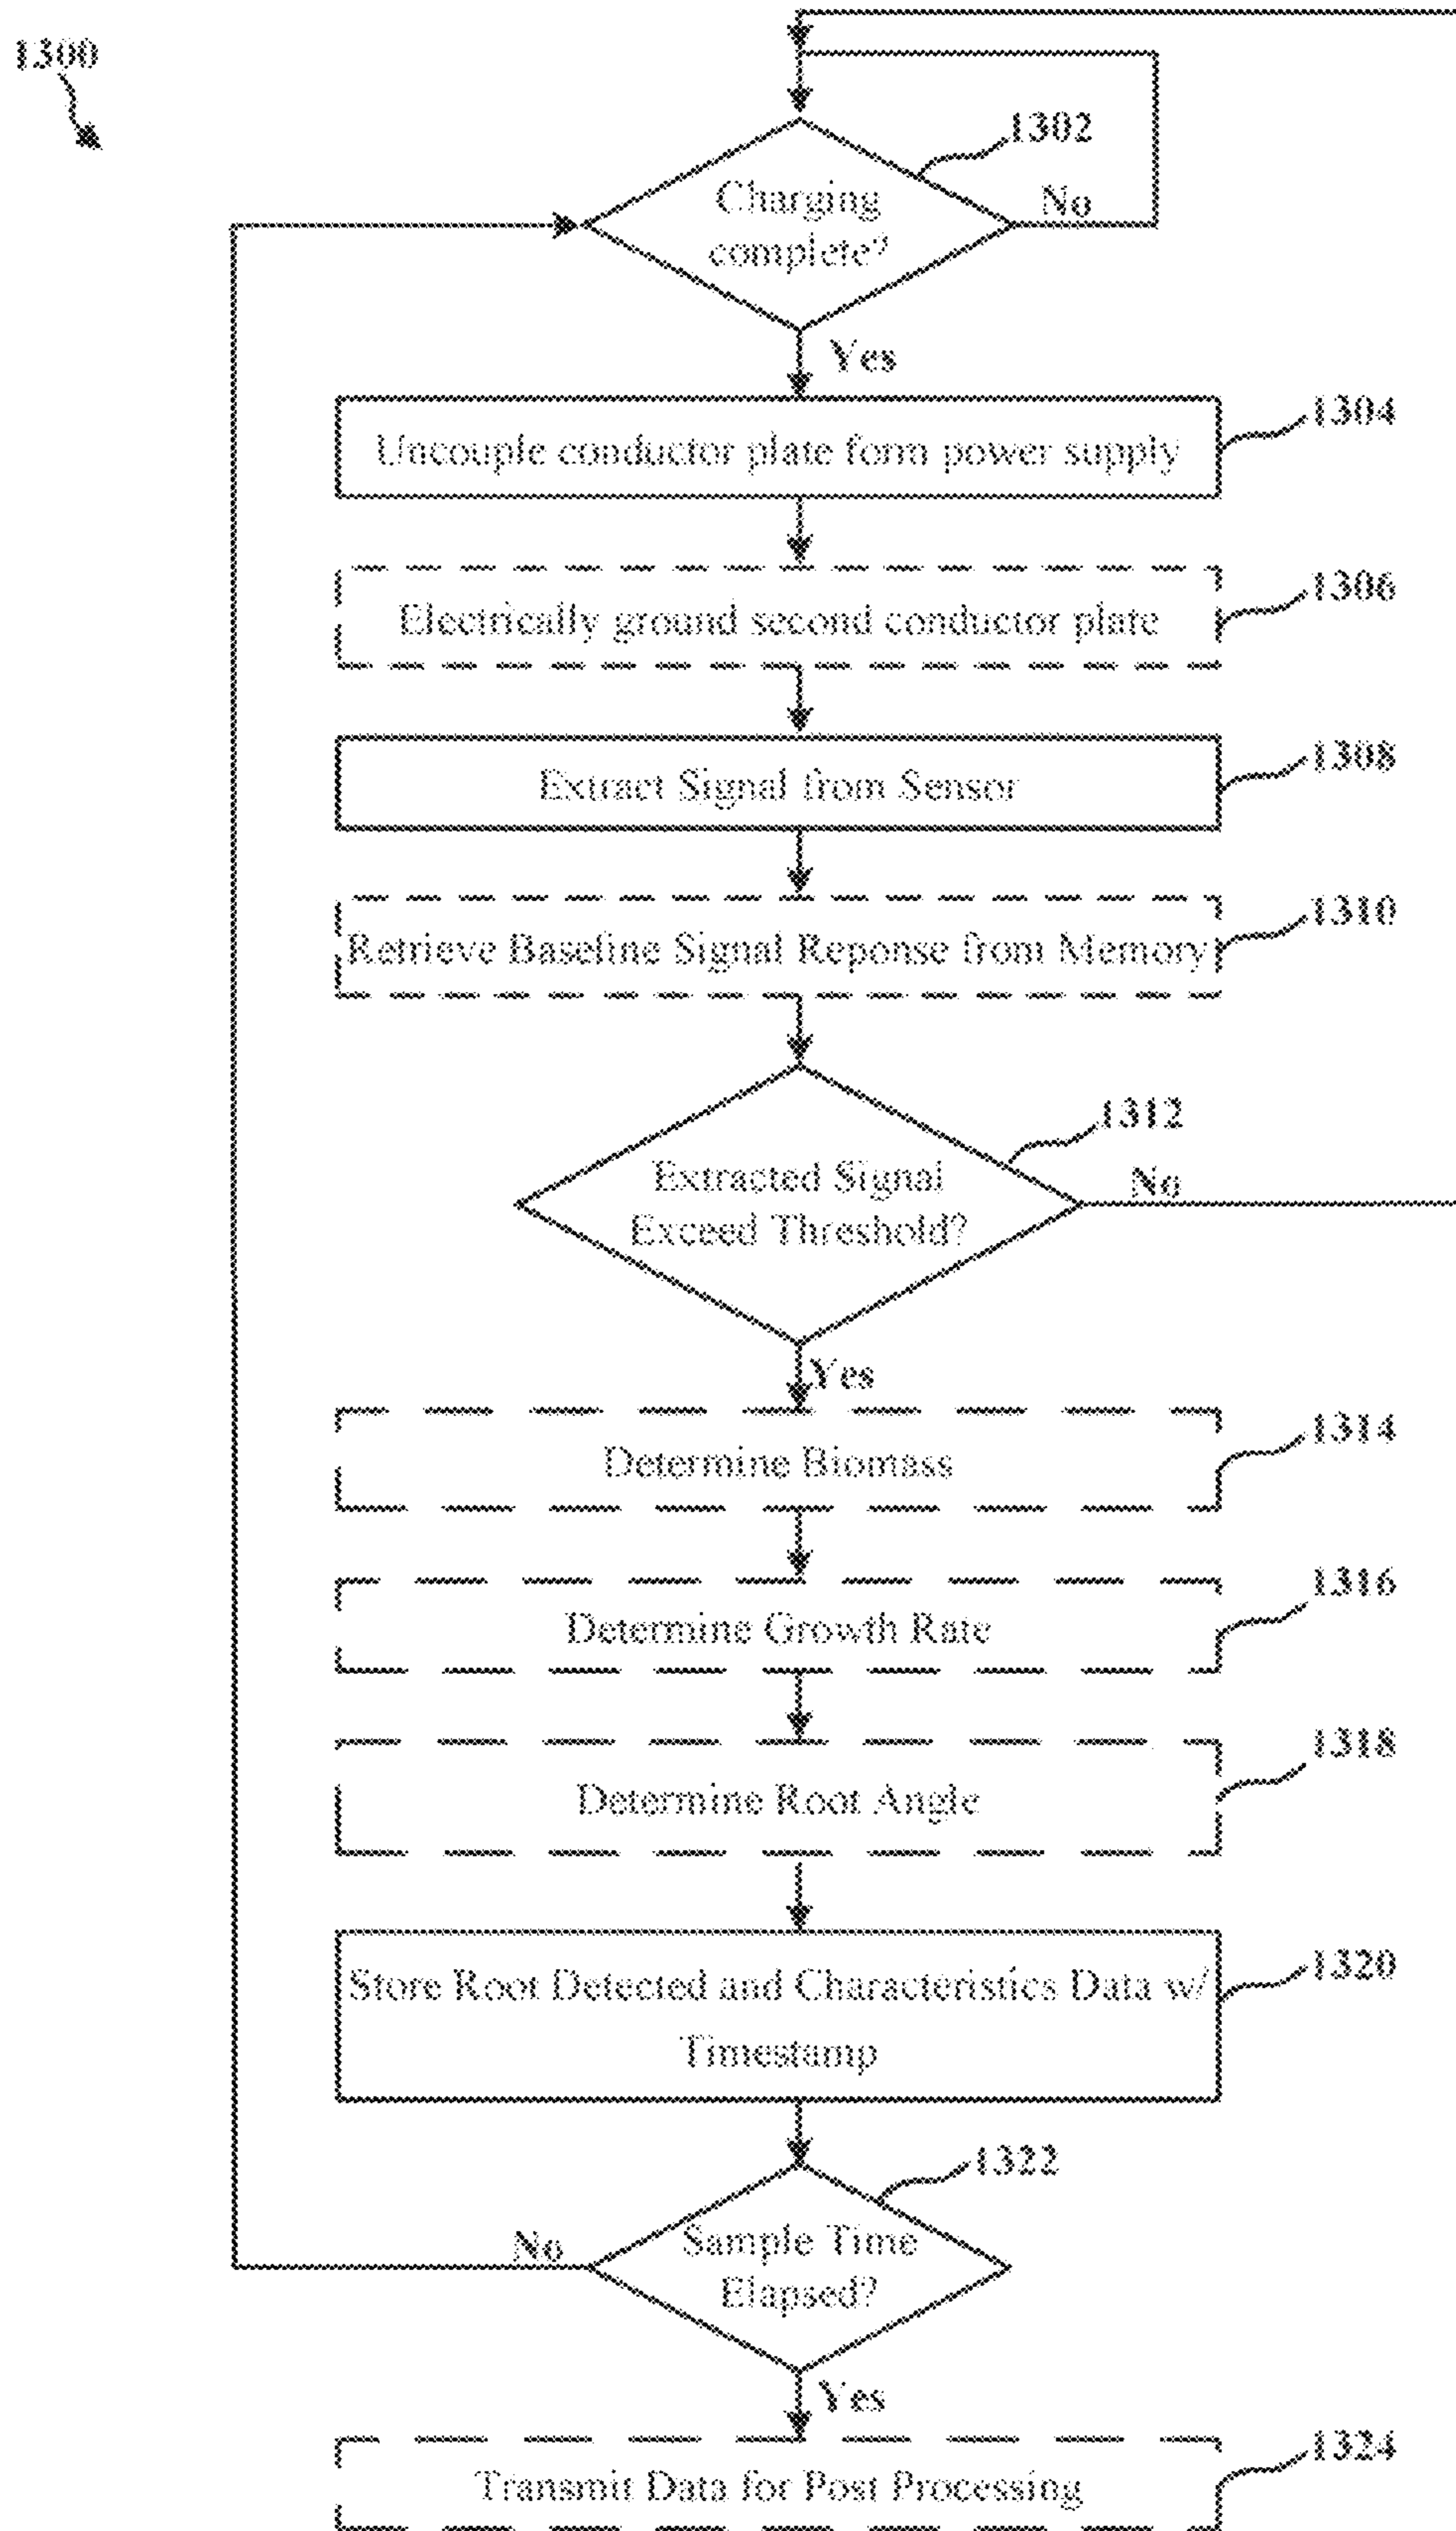 1300
1302
Charging
complete?
No
Yes
Uncouple conductor plate form power supply
1304
Electrically ground second conductor plate
1306
Extract Signal from Sensor
1308
Retrieve Baseline Signal Reponse from Memory
1310
1312
Extracted Signal
Exceed Threshold?
No
Yes
Determine Biomass
1314
Determine Growth Rate
1316
Determine Root Angle
1318
Store Root Detected and Characteristics Data w/
Timestamp
1320
1322
Sample Time
Elapsed?
No
Yes
Transmit Data for Post Processing
1324